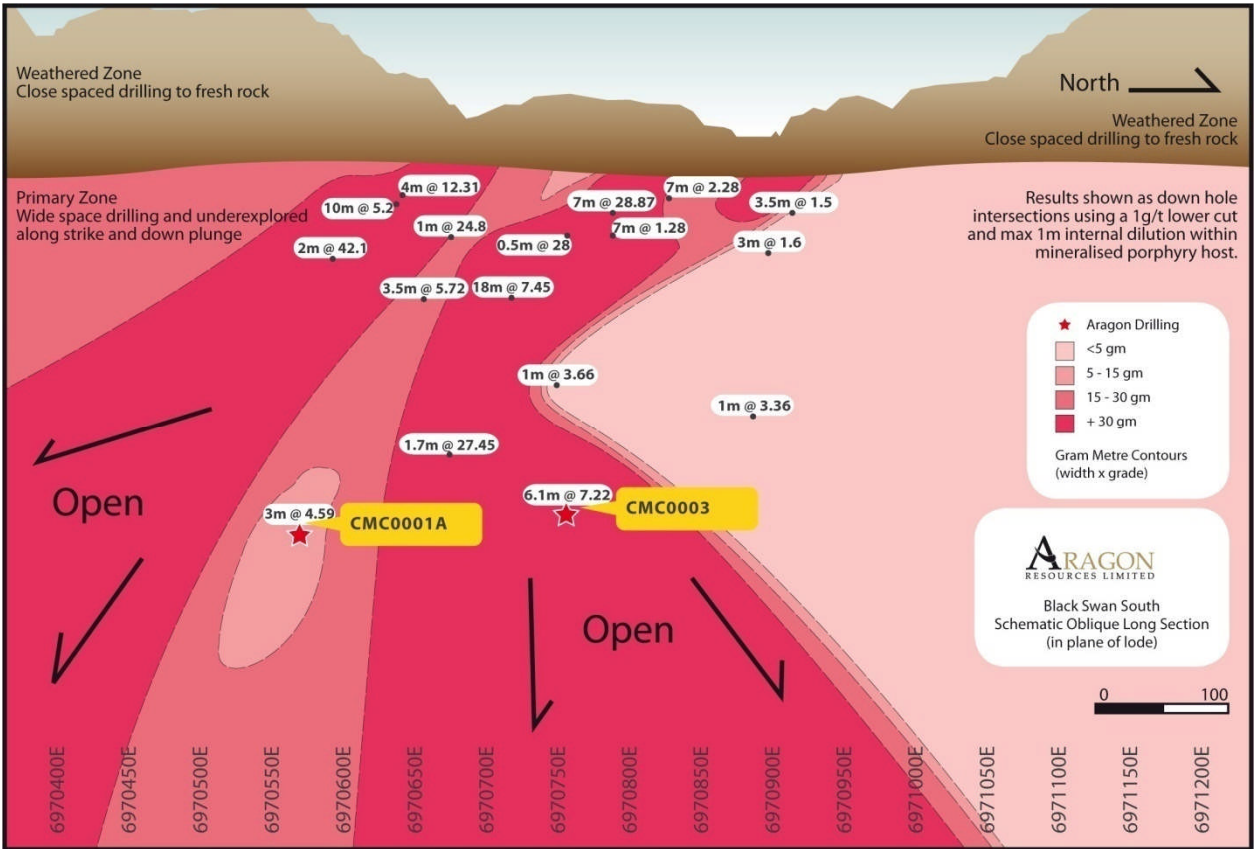 Weathered Zone
Close spaced drilling to fresh rock
North
Weathered Zone
Close spaced drilling to fresh rock
Primary Zone
Wide space drilling and underexplored
along strike and down plunge
Results shown as down hole
intersections using a 1g/t lower cut
and max 1m internal dilution within
mineralised porphyry host.
4m @ 12.31
10m @ 5.2
1m @ 24.8
2m @ 42.1
3.5m @ 5.72
18m @ 7.45
0.5m @ 28
7m @ 28.87
7m @ 1.28
7m @ 2.28
3.5m @ 1.5
3m @ 1.6
1m @ 3.66
1m @ 3.36
1.7m @ 27.45
6.1m @ 7.22
CMC0003
3m @ 4.59
CMC0001A
Open
Open
Aragon Drilling
<5 gm
5 - 15 gm
15 - 30 gm
+ 30 gm
Gram Metre Contours
(width x grade)
ARAGON
RESOURCES LIMITED
Black Swan South
Schematic Oblique Long Section
(in plane of lode)
0 100
6970400E
6970450E
6970500E
6970550E
6970600E
6970650E
6970700E
6970750E
6970800E
6970850E
6970900E
6970950E
6971000E
6971050E
6971100E
6971150E
6971200E